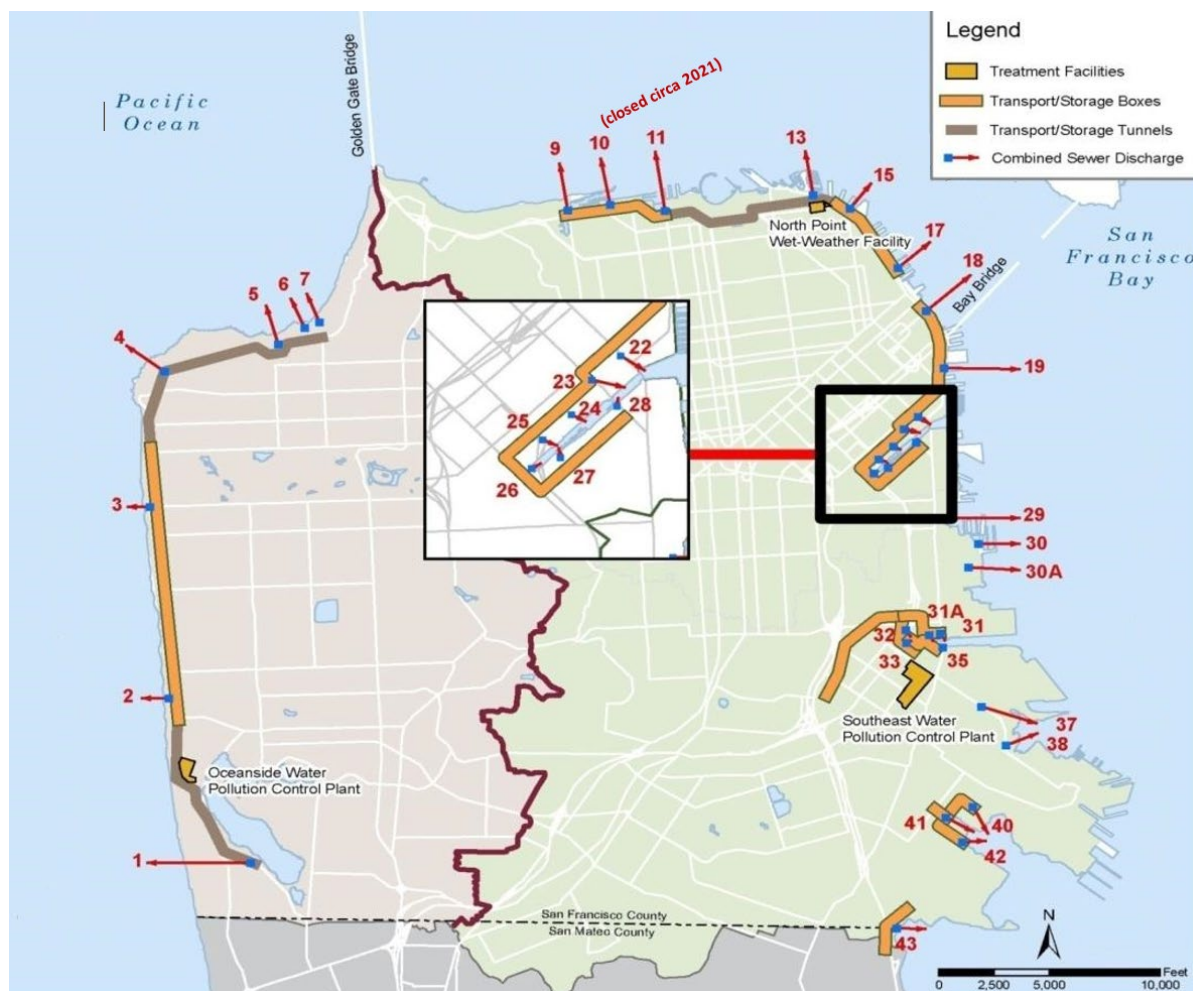 Legend
Treatment Facilities
Transport/Storage Boxes
Transport/Storage Tunnels
Combined Sewer Discharge
Pacific
Ocean
Golden Gate Bridge
(closed circa 2021)
9
10
11
13
15
North Point
Wet-Weather Facility
17
18
Bay Bridge
San
Francisco
Bay
7
6
5
4
19
22
23
24
28
25
27
26
3
29
30
30A
31A
31
32
33
35
2
Southeast Water
Pollution Control Plant
37
38
Oceanside Water
Pollution Control Plant
41
40
42
1
San Francisco County
San Mateo County
43
N
Feet
0
2,500
5,000
10,000